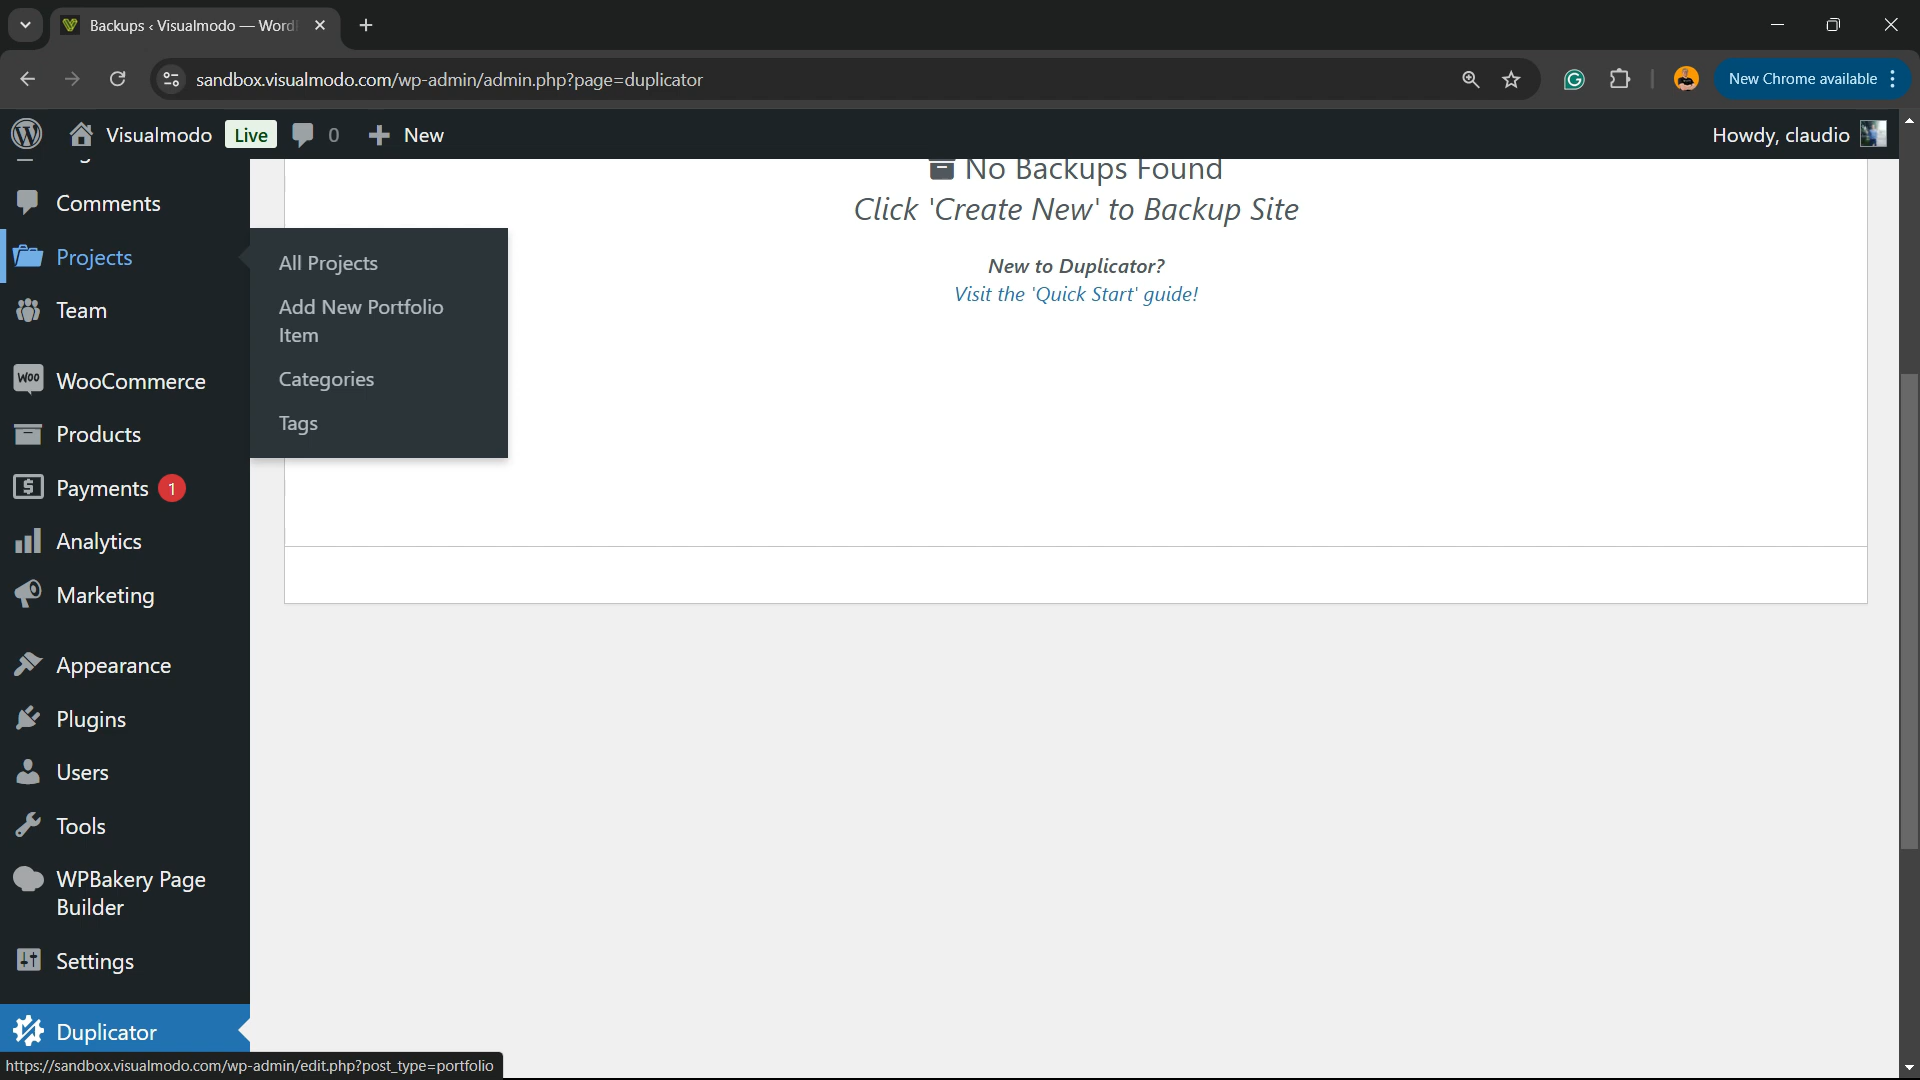 Backups ‹ Visualmodo — Word
sandbox.visualmodo.com/wp-admin/admin.php?page=duplicator
New Chrome available
Visualmodo
Live
0
New
Howdy, claudio
Comments
Projects
Team
WOO
WooCommerce
Products
Payments
1
Analytics
Marketing
Appearance
Plugins
Users
Tools
WPBakery Page
Builder
Settings
Duplicator
All Projects
Add New Portfolio
Item
Categories
Tags
No Backups Found
Click 'Create New' to Backup Site
New to Duplicator?
Visit the 'Quick Start' guide!
https://sandbox.visualmodo.com/wp-admin/edit.php?post_type=portfolio